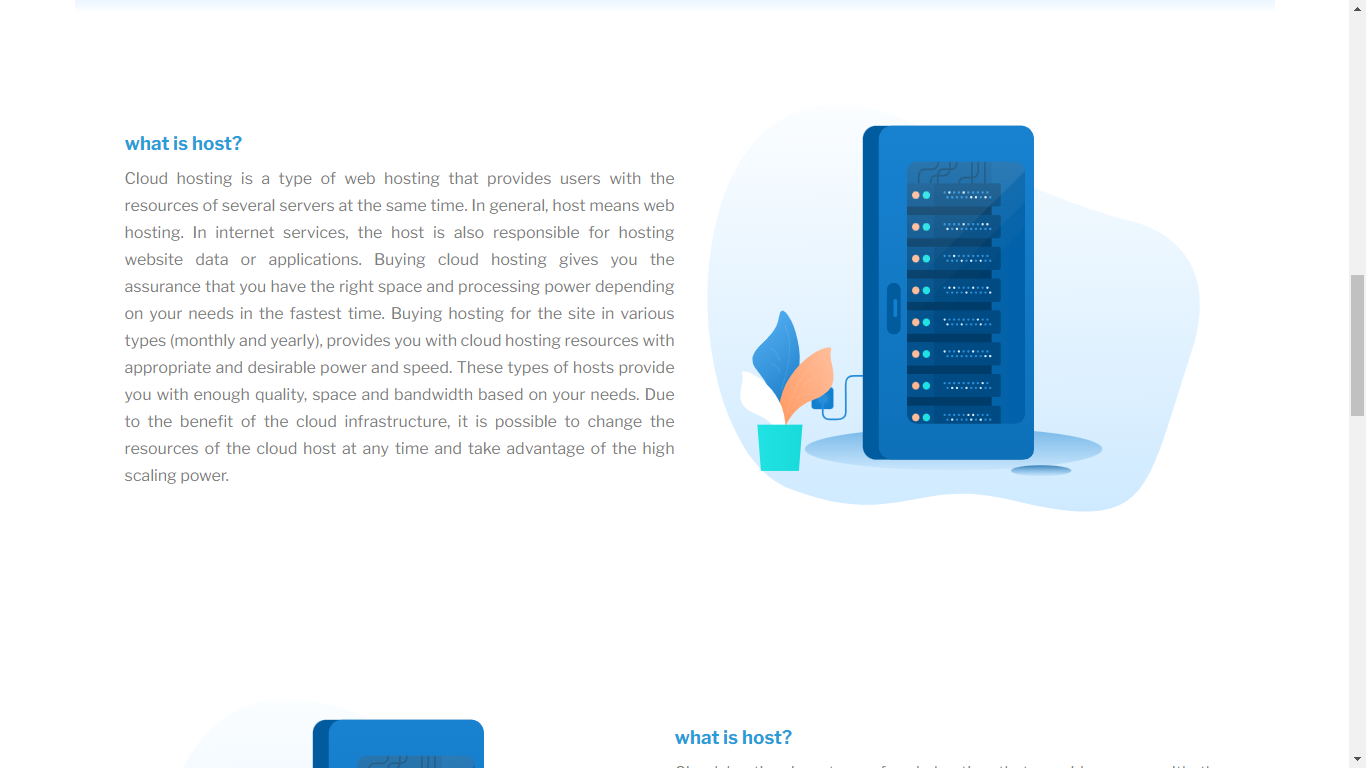 what is host?
Cloud hosting is a type of web hosting that provides users with the
resources of several servers at the same time. In general, host means web
hosting. In internet services, the host is also responsible for hosting
website data or applications. Buying cloud hosting gives you the
assurance that you have the right space and processing power depending
on your needs in the fastest time. Buying hosting for the site in various
types (monthly and yearly), provides you with cloud hosting resources with
appropriate and desirable power and speed. These types of hosts provide
you with enough quality, space and bandwidth based on your needs. Due
to the benefit of the cloud infrastructure, it is possible to change the
resources of the cloud host at any time and take advantage of the high
scaling power.
what is host?